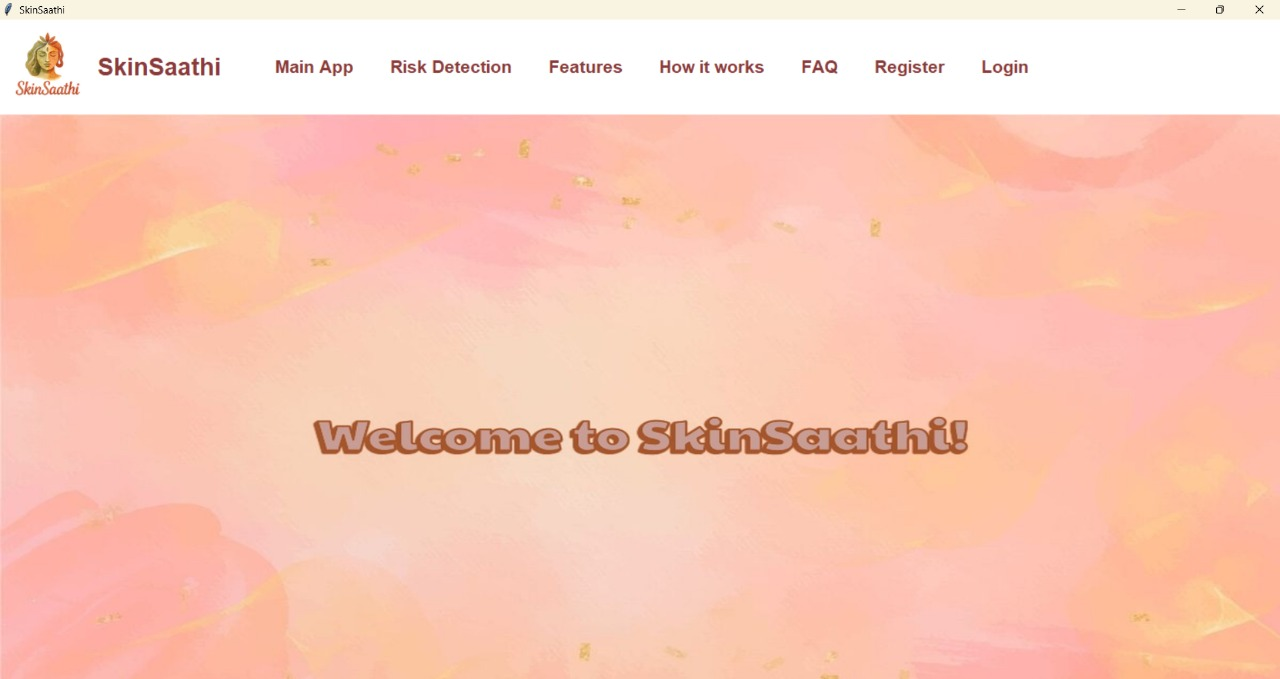 SkinSaathi
SkinSaathi
SkinSaathi Main App Risk Detection Features How it works FAQ Register Login
Welcome to SkinSaathi!